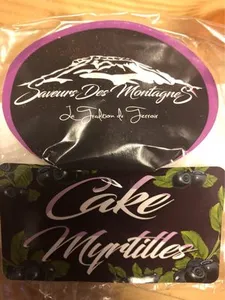 Saveurs Des Montagnes
La Tradition du Terroir
Cake
Myrtilles